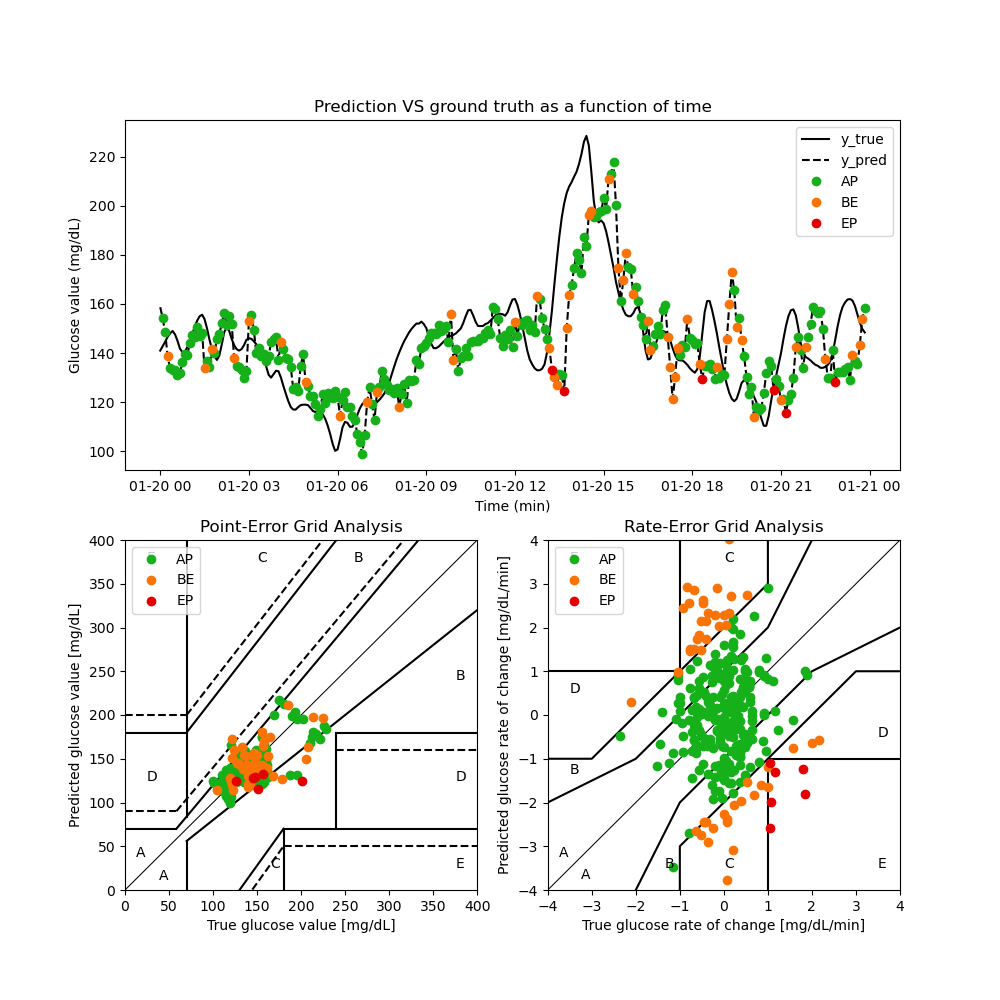 Prediction VS ground truth as a function of time
Glucose value (mg/dL)
220
200
180
160
140
120
100
y_true
y_pred
AP
BE
EP
01-20 00 01-20 03 01-20 06 01-20 09 01-20 12 01-20 15 01-20 18 01-20 21 01-21 00
Time (min)
Point-Error Grid Analysis
Predicted glucose value [mg/dL]
400
350
300
250
200
150
100
50
0
AP
BE
EP
C
B
B
D
D
A
A
C
E
0 50 100 150 200 250 300 350 400
True glucose value [mg/dL]
Rate-Error Grid Analysis
Predicted glucose rate of change [mg/dL/min]
4
3
2
1
0
−1
−2
−3
−4
AP
BE
EP
C
D
D
B
A
A
B
C
E
−4 −3 −2 −1 0 1 2 3 4
True glucose rate of change [mg/dL/min]